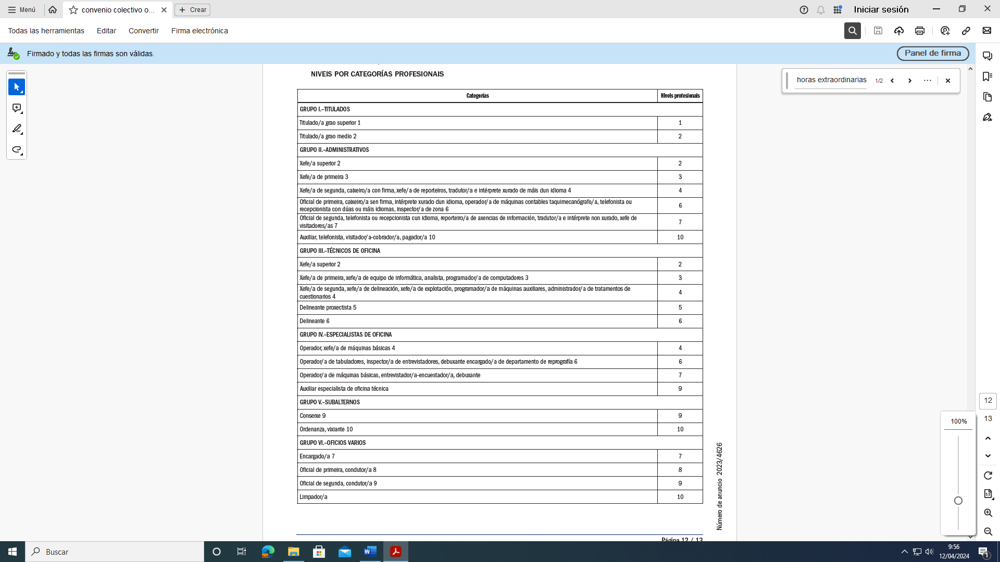 Menú
convenio colectivo o...
Crear
Iniciar sesión
Todas las herramientas
Editar
Convertir
Firma electrónica
Firmado y todas las firmas son válidas.
Panel de firma
horas extraordinarias
1/2
NIVEIS POR CATEGORÍAS PROFESIONAIS
Categorías Niveis profesionais
GRUPO I.–TITULADOS
Titulado/a grao superior 1 1
Titulado/a grao medio 2 2
GRUPO II.–ADMINISTRATIVOS
Xefe/a superior 2 2
Xefe/a de primeira 3 3
Xefe/a de segunda, caixeiro/a con firma, xefe/a de reporteiros, tradutor/a e intérprete xurado de máis dun idioma 4 4
Oficial de primeira, caixeiro/a sen firma, intérprete xurado dun idioma, operador/a de máquinas contables taquimecanógrafo/a, telefonista ou
recepcionista con dúas ou máis idiomas, inspector/a de zona 6 6
Oficial de segunda, telefonista ou recepcionista cun idioma, reporteiro/a de axencias de información, tradutor/a e intérprete non xurado, xefe de
visitadores/as 7 7
Auxiliar, telefonista, visitador/a-cobrador/a, pagador/a 10 10
GRUPO III.–TÉCNICOS DE OFICINA
Xefe/a superior 2 2
Xefe/a de primeira, xefe/a de equipo de informática, analista, programador/a de computadores 3 3
Xefe/a de segunda, xefe/a de delineación, xefe/a de explotación, programador/a de máquinas auxiliares, administrador/a de tratamentos de
cuestionarios 4 4
Delineante proxectista 5 5
Delineante 6 6
GRUPO IV.–ESPECIALISTAS DE OFICINA
Operador, xefe/a de máquinas básicas 4 4
Operador/a de tabuladores, inspector/a de entrevistadores, debuxante encargado/a de departamento de reprografía 6 6
Operador/a de máquinas básicas, entrevistador/a-encuestador/a, debuxante 7
Auxiliar especialista de oficina técnica 9
GRUPO V.–SUBALTERNOS
Conserxe 9 9
Ordenanza, vixiante 10 10
GRUPO VI.–OFICIOS VARIOS
Encargado/a 7 7
Oficial de primeira, condutor/a 8 8
Oficial de segunda, condutor/a 9 9
Limpador/a 10
Número de anuncio 2023/4626
Página 12 / 13
12
13
100%
Buscar
9:56
12/04/2024
1